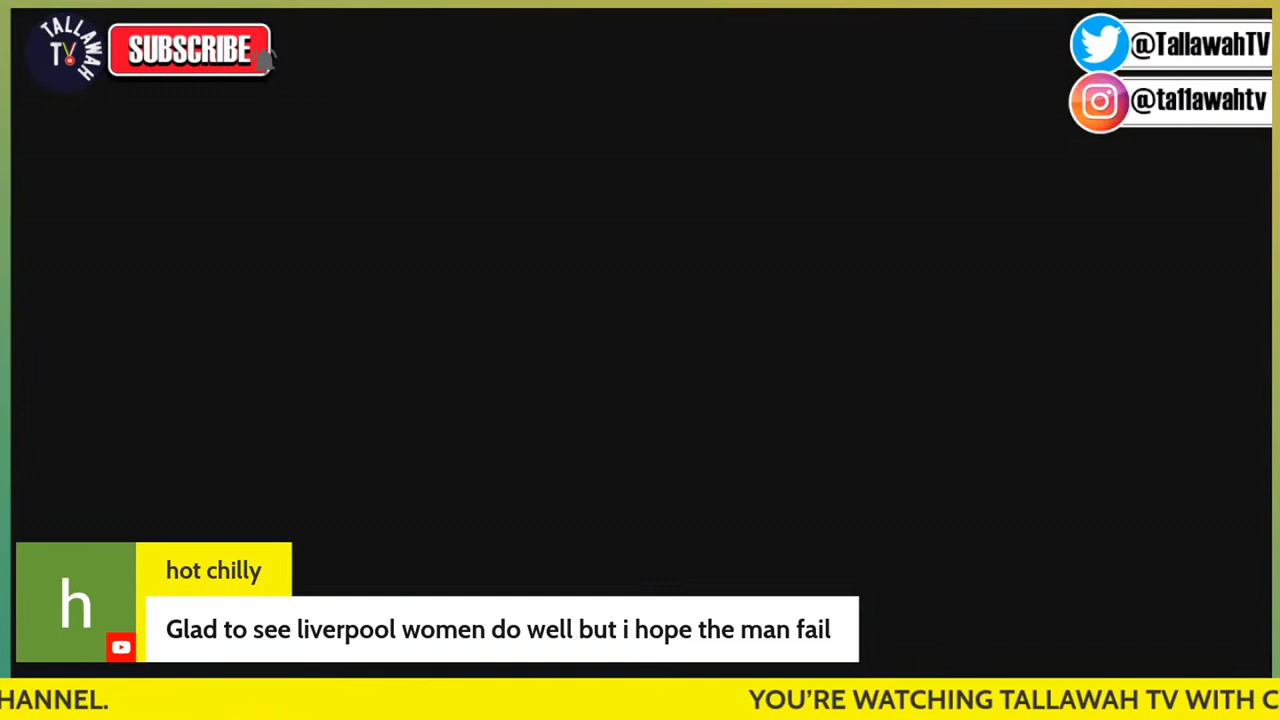 TALLAWAH
TV
SUBSCRIBE
@TallawahTV
@ta11awahtv
h
hot chilly
Glad to see liverpool women do well but i hope the man fail
HANNEL.
YOU’RE WATCHING TALLAWAH TV WITH C